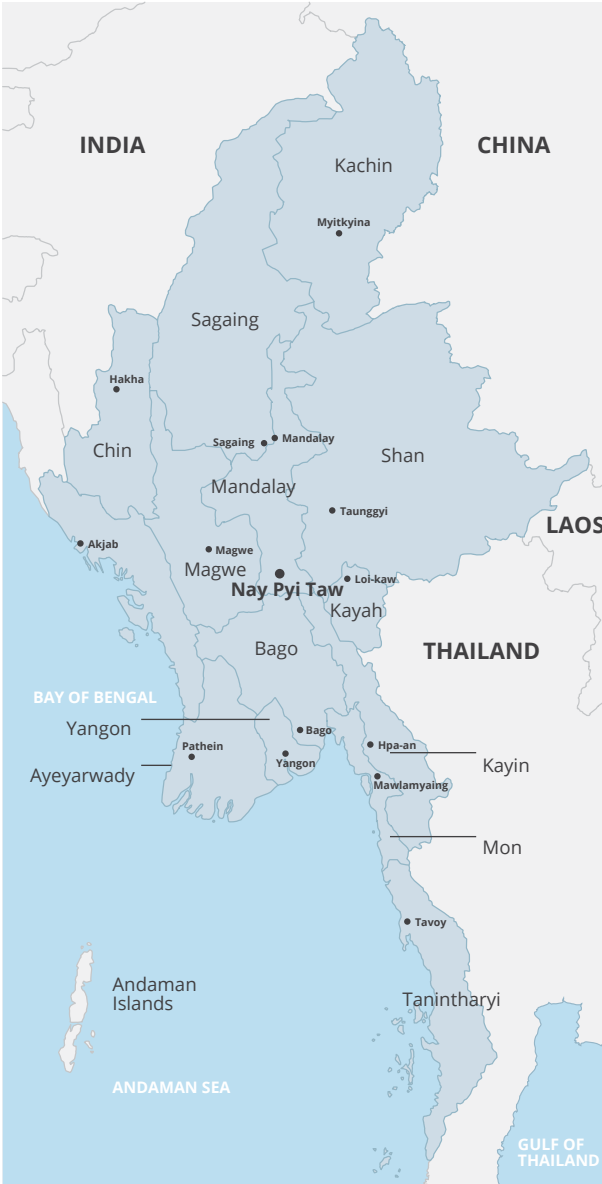 INDIA
CHINA
Kachin
Myitkyina
Sagaing
Hakha
Chin
Sagaing
Mandalay
Shan
Mandalay
Taunggyi
LAOS
Akjab
Magwe
Magwe
Nay Pyi Taw
Loi-kaw
Kayah
Bago
THAILAND
BAY OF BENGAL
Yangon
Bago
Pathein
Yangon
Ayeyarwady
Hpa-an
Kayin
Mawlamyaing
Mon
Tavoy
Andaman
Islands
Tanintharyi
ANDAMAN SEA
GULF OF
THAILAND